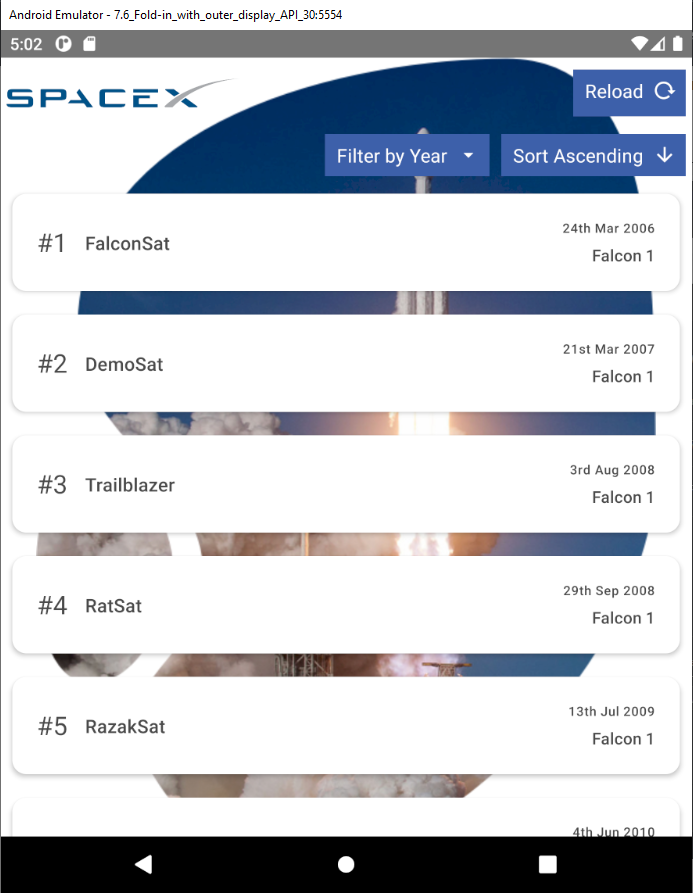 Android Emulator - 7.6_Fold-in_with_outer_display_API_30:5554
5:02
SPACEX
Reload
Filter by Year
Sort Ascending
#1 FalconSat
24th Mar 2006
Falcon 1
#2 DemoSat
21st Mar 2007
Falcon 1
#3 Trailblazer
3rd Aug 2008
Falcon 1
#4 RatSat
29th Sep 2008
Falcon 1
#5 RazakSat
13th Jul 2009
Falcon 1
4th Jun 2010